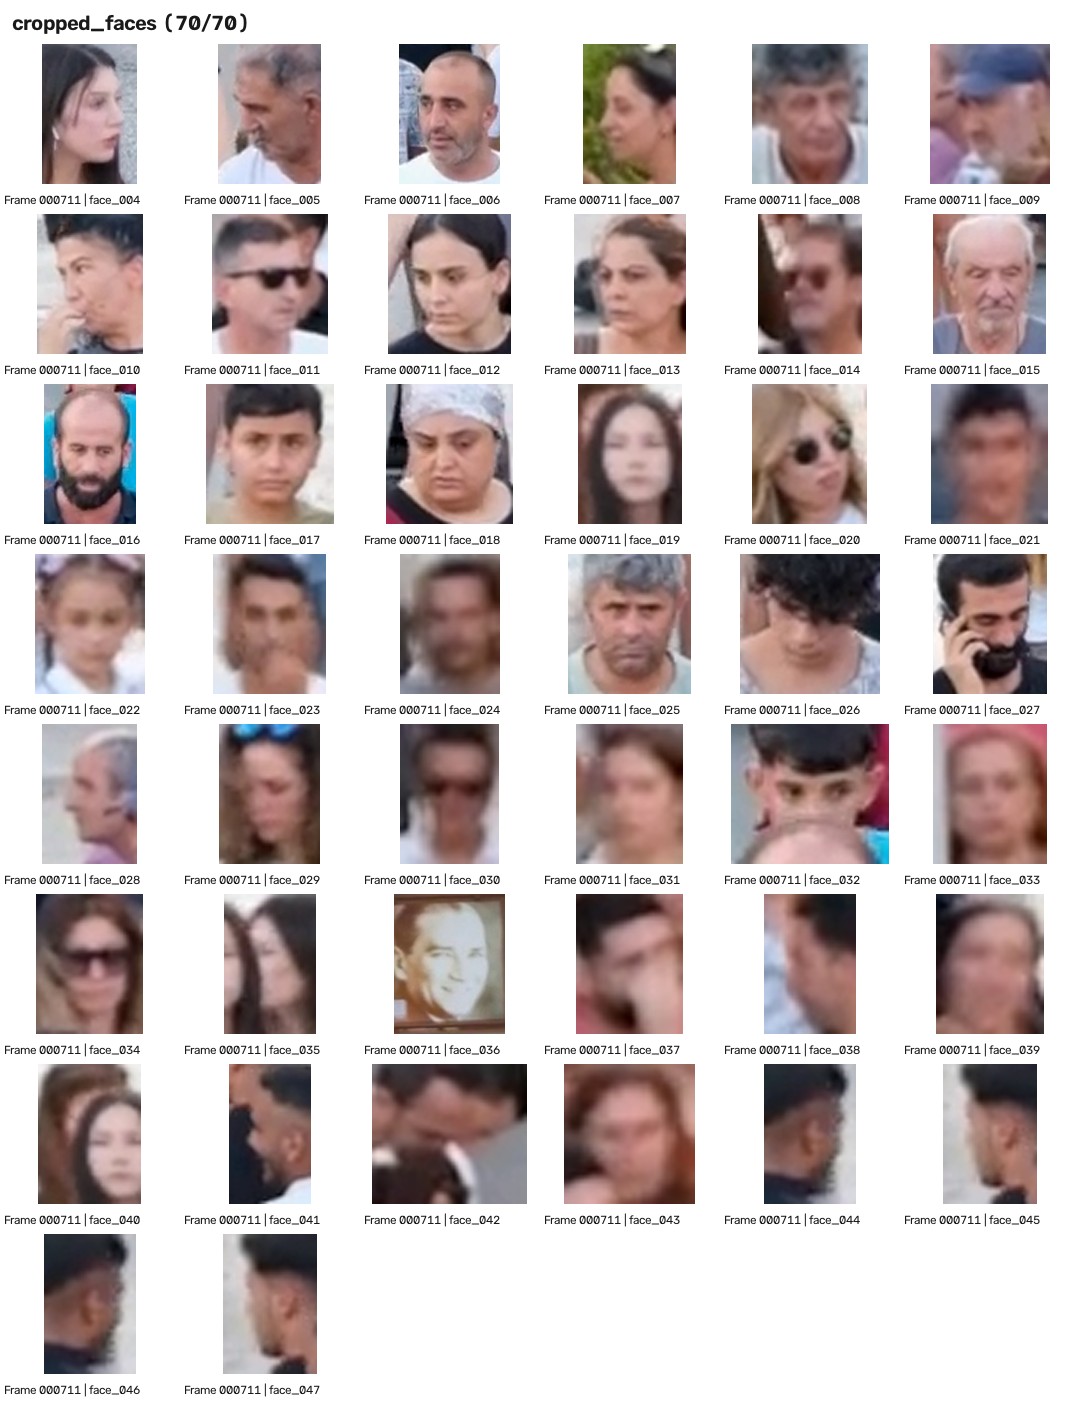 cropped_faces (70/70)
Frame 000711 | face_004 Frame 000711 | face_005 Frame 000711 | face_006 Frame 000711 | face_007 Frame 000711 | face_008 Frame 000711 | face_009
Frame 000711 | face_010 Frame 000711 | face_011 Frame 000711 | face_012 Frame 000711 | face_013 Frame 000711 | face_014 Frame 000711 | face_015
Frame 000711 | face_016 Frame 000711 | face_017 Frame 000711 | face_018 Frame 000711 | face_019 Frame 000711 | face_020 Frame 000711 | face_021
Frame 000711 | face_022 Frame 000711 | face_023 Frame 000711 | face_024 Frame 000711 | face_025 Frame 000711 | face_026 Frame 000711 | face_027
Frame 000711 | face_028 Frame 000711 | face_029 Frame 000711 | face_030 Frame 000711 | face_031 Frame 000711 | face_032 Frame 000711 | face_033
Frame 000711 | face_034 Frame 000711 | face_035 Frame 000711 | face_036 Frame 000711 | face_037 Frame 000711 | face_038 Frame 000711 | face_039
Frame 000711 | face_040 Frame 000711 | face_041 Frame 000711 | face_042 Frame 000711 | face_043 Frame 000711 | face_044 Frame 000711 | face_045
Frame 000711 | face_046 Frame 000711 | face_047